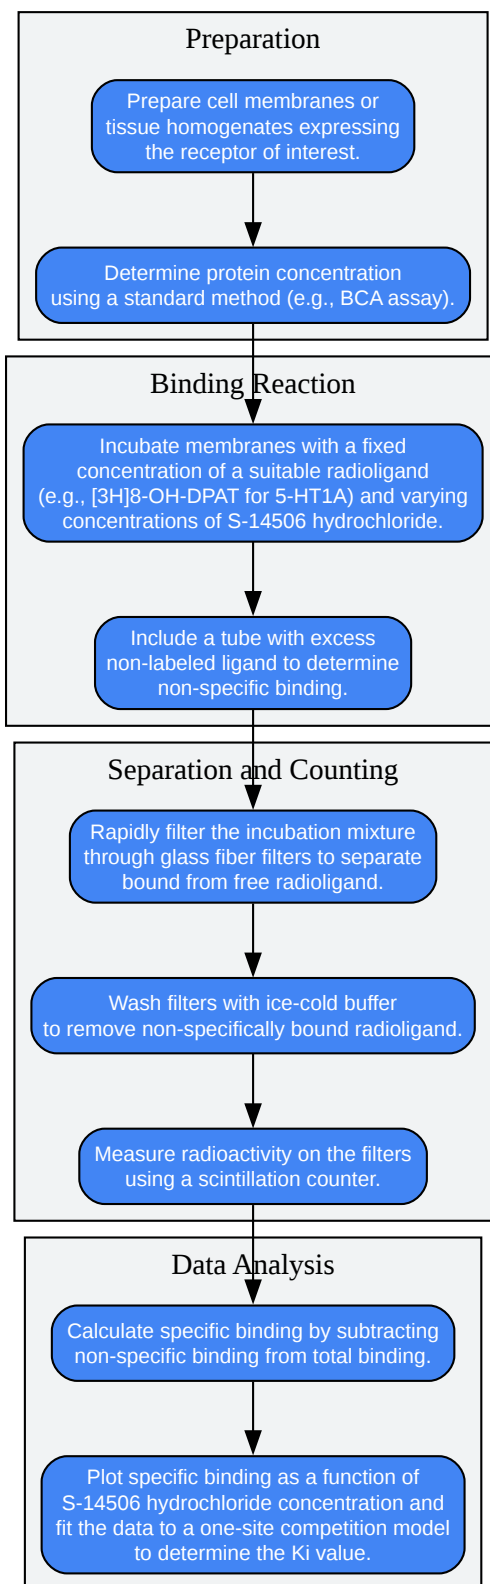 Preparation
Prepare cell membranes or
tissue homogenates expressing
the receptor of interest.
Determine protein concentration
using a standard method (e.g., BCA assay).
Binding Reaction
Incubate membranes with a fixed
concentration of a suitable radioligand
(e.g., [3H]8-OH-DPAT for 5-HT1A) and varying
concentrations of S-14506 hydrochloride.
Include a tube with excess
non-labeled ligand to determine
non-specific binding.
Separation and Counting
Rapidly filter the incubation mixture
through glass fiber filters to separate
bound from free radioligand.
Wash filters with ice-cold buffer
to remove non-specifically bound radioligand.
Measure radioactivity on the filters
using a scintillation counter.
Data Analysis
Calculate specific binding by subtracting
non-specific binding from total binding.
Plot specific binding as a function of
S-14506 hydrochloride concentration and
fit the data to a one-site competition model
to determine the Ki value.